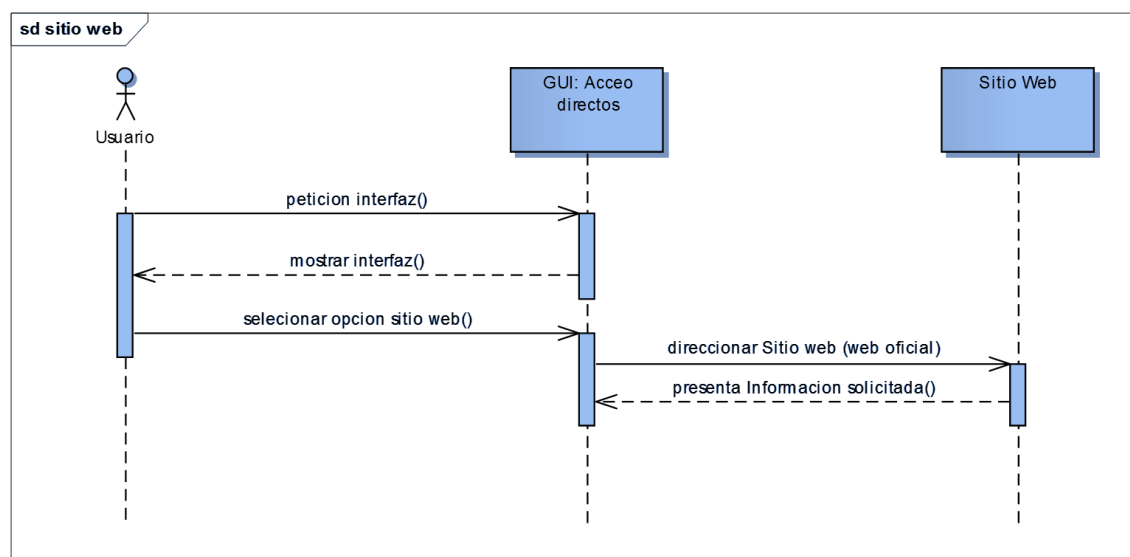 sd sitio web
Usuario
GUI: Acceo
directos
Sitio Web
peticion interfaz()
mostrar interfaz()
selecionar opcion sitio web()
direccionar Sitio web (web oficial)
presenta Informacion solicitada()